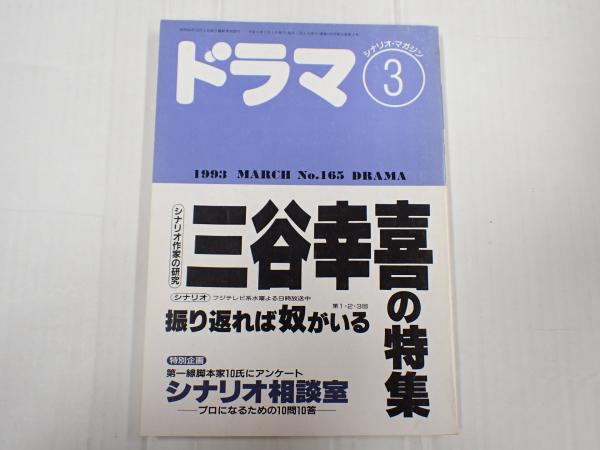 ドラマ
シナリオ・マガジン
3
1993 MARCH No.165 DRAMA
シナリオ作家の研究
三谷幸喜の特集
シナリオ フジテレビ系水曜よる9時放送中
第1・2・3回
振り返れば奴がいる
特別企画
第一線脚本家10氏にアンケート
シナリオ相談室
──プロになるための10問10答──